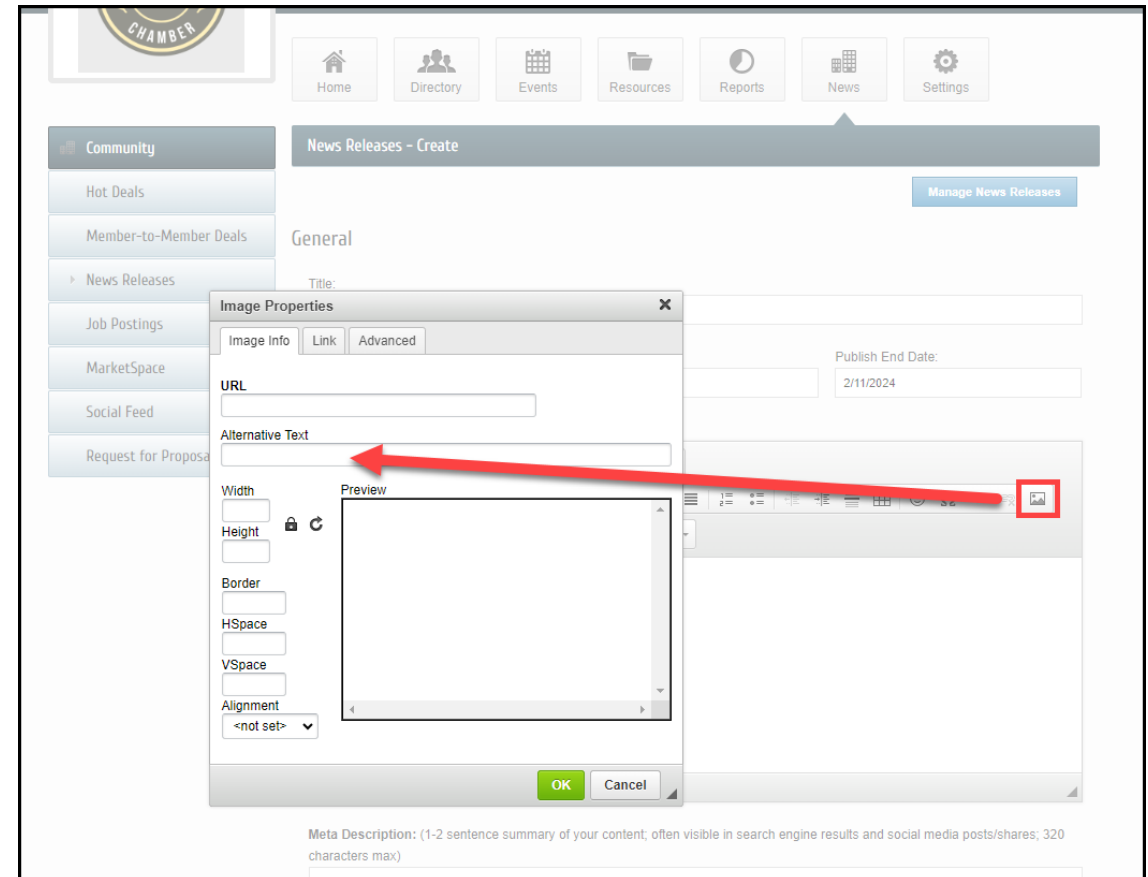 CHAMBER
Home
Directory
Events
Resources
Reports
News
Settings
Community
Hot Deals
Member-to-Member Deals
News Releases
Job Postings
MarketSpace
Social Feed
Request for Proposa
News Releases - Create
Manage News Releases
General
Title:
Publish End Date:
2/11/2024
Image Properties
Image Info
Link
Advanced
URL
Alternative Text
Width
Height
Border
HSpace
VSpace
Alignment
<not set>
Preview
OK
Cancel
Meta Description: (1-2 sentence summary of your content; often visible in search engine results and social media posts/shares; 320
characters max)